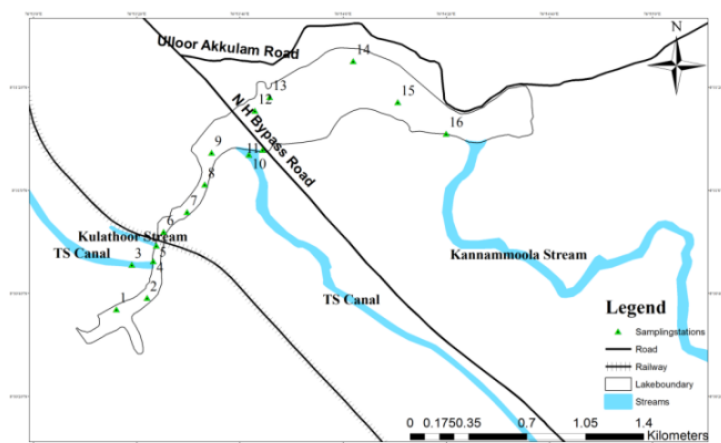 N
Ulloor Akkulam Road
14
13
12
15
N H Bypass Road
16
9
11
10
8
7
6
Kulathoor Stream
TS Canal
3
5
4
Kannammoola Stream
2
1
TS Canal
Legend
Samplingstations
Road
Railway
Lakeboundary
Streams
0 0.1750.35 0.7 1.05 1.4
Kilometers